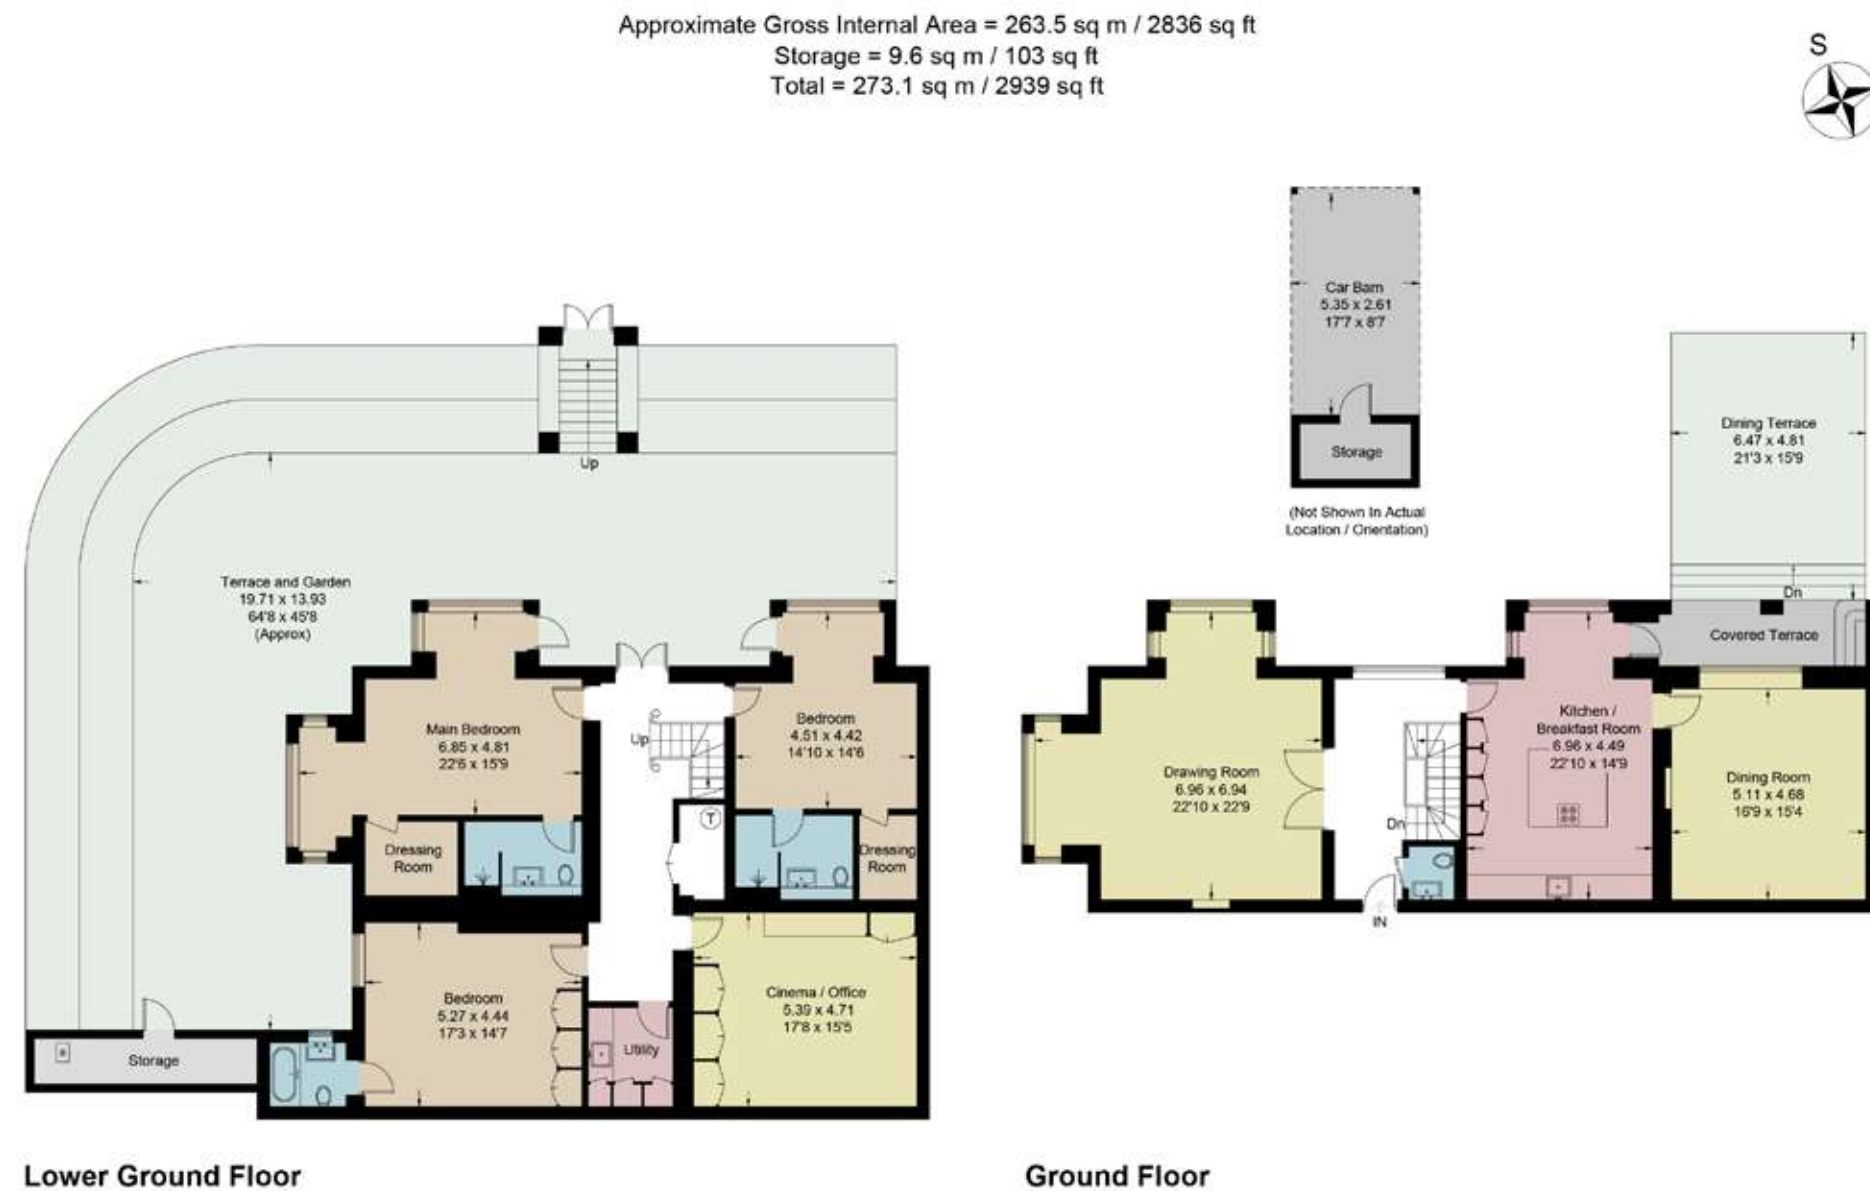 Approximate Gross Internal Area = 263.5 sq m / 2836 sq ft
Storage = 9.6 sq m / 103 sq ft
Total = 273.1 sq m / 2939 sq ft
S
Car Barn
5.35 x 2.61
17'7 x 8'7
Storage
(Not Shown In Actual
Location / Orientation)
Dining Terrace
6.47 x 4.81
21'3 x 15'9
Dn
Covered Terrace
Up
Terrace and Garden
19.71 x 13.93
64'8 x 45'8
(Approx)
Main Bedroom
6.85 x 4.81
22'6 x 15'9
Up
Bedroom
4.51 x 4.42
14'10 x 14'6
T
Dressing
Room
Dressing
Room
Bedroom
5.27 x 4.44
17'3 x 14'7
Cinema / Office
5.39 x 4.71
17'8 x 15'5
Utility
Storage
Drawing Room
6.96 x 6.94
22'10 x 22'9
Dn
IN
Kitchen /
Breakfast Room
6.96 x 4.49
22'10 x 14'9
Dining Room
5.11 x 4.68
16'9 x 15'4
Lower Ground Floor
Ground Floor